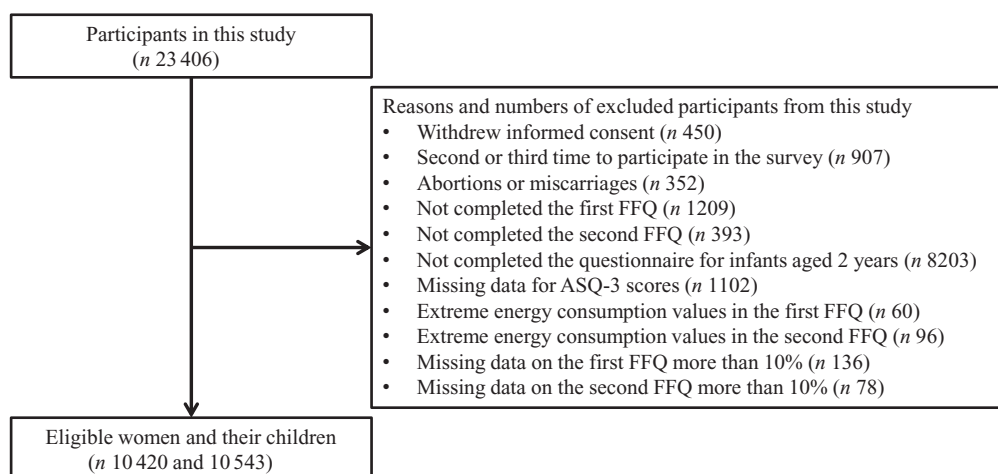 Participants in this study
(n 23 406)
Reasons and numbers of excluded participants from this study
• Withdrew informed consent (n 450)
• Second or third time to participate in the survey (n 907)
• Abortions or miscarriages (n 352)
• Not completed the first FFQ (n 1209)
• Not completed the second FFQ (n 393)
• Not completed the questionnaire for infants aged 2 years (n 8203)
• Missing data for ASQ-3 scores (n 1102)
• Extreme energy consumption values in the first FFQ (n 60)
• Extreme energy consumption values in the second FFQ (n 96)
• Missing data on the first FFQ more than 10% (n 136)
• Missing data on the second FFQ more than 10% (n 78)
Eligible women and their children
(n 10 420 and 10 543)